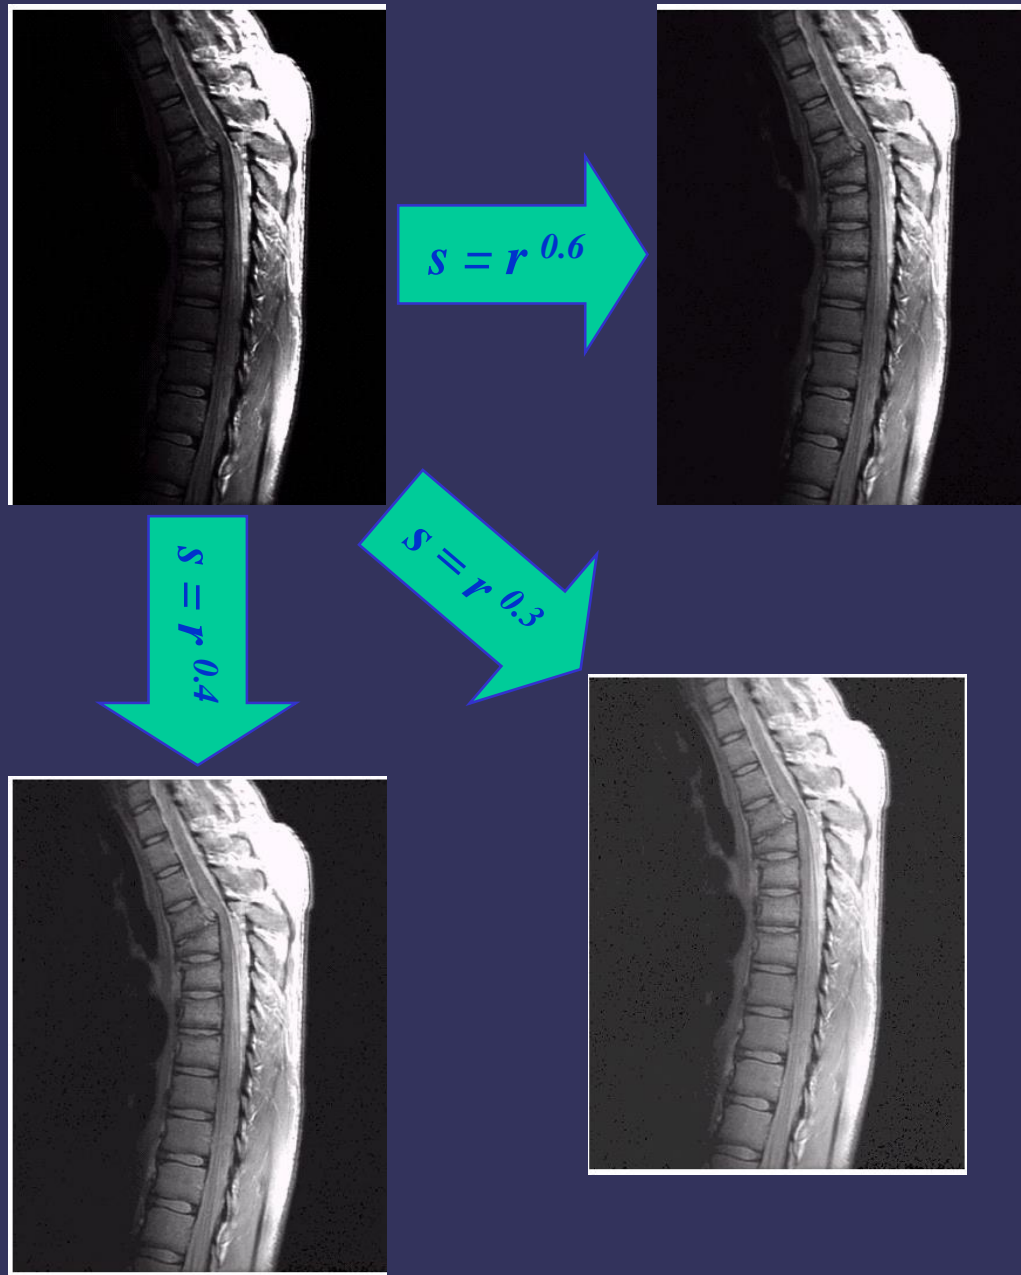 s = r 0.6
s = r 0.3
s = r 0.4